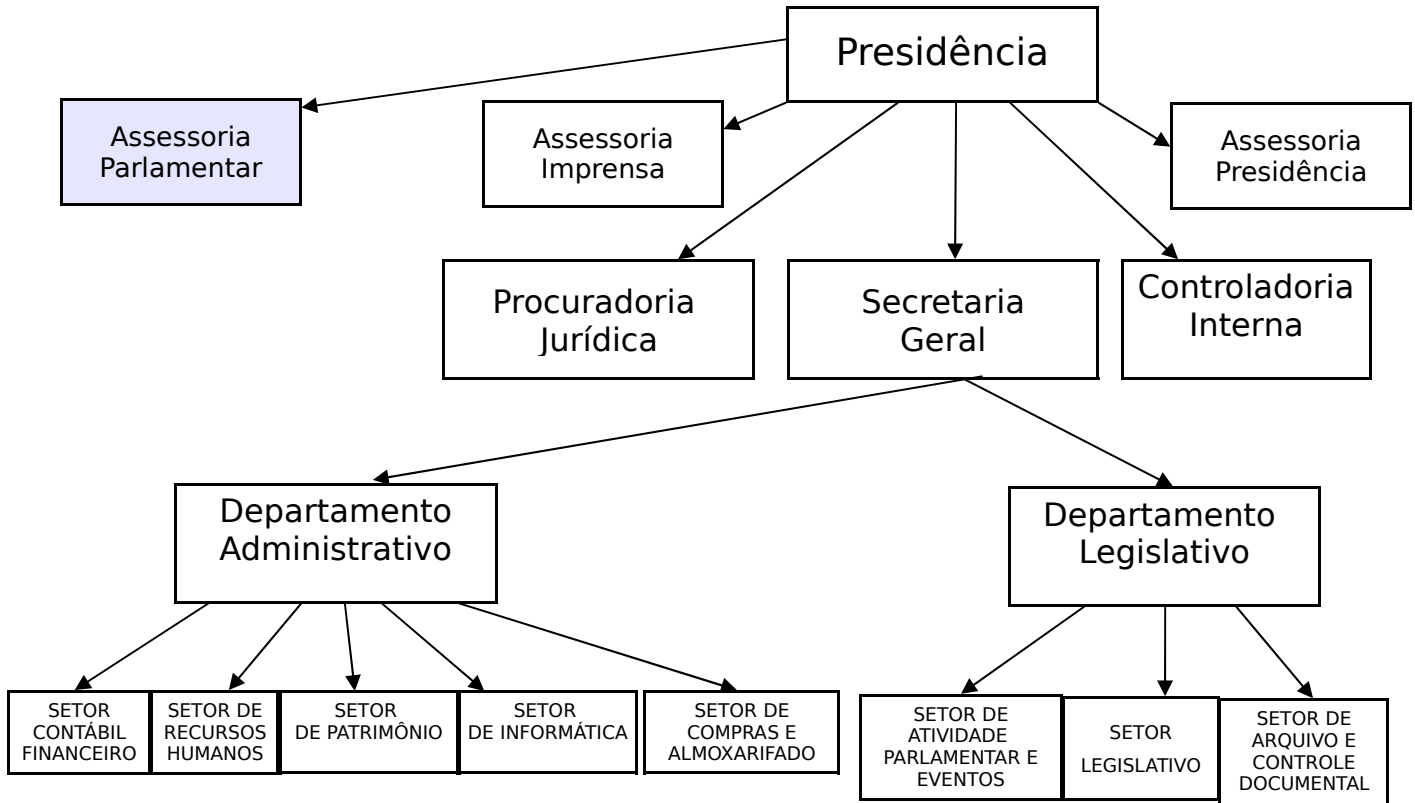 Presidência
Assessoria
Parlamentar
Assessoria
Imprensa
Assessoria
Presidência
Procuradoria
Jurídica
Secretaria
Geral
Controladoria
Interna
Departamento
Administrativo
Departamento
Legislativo
SETOR
CONTÁBIL
FINANCEIRO
SETOR DE
RECURSOS
HUMANOS
SETOR
DE PATRIMÔNIO
SETOR
DE INFORMÁTICA
SETOR DE
COMPRAS E
ALMOXARIFADO
SETOR DE
ATIVIDADE
PARLAMENTAR E
EVENTOS
SETOR
LEGISLATIVO
SETOR DE
ARQUIVO E
CONTROLE
DOCUMENTAL